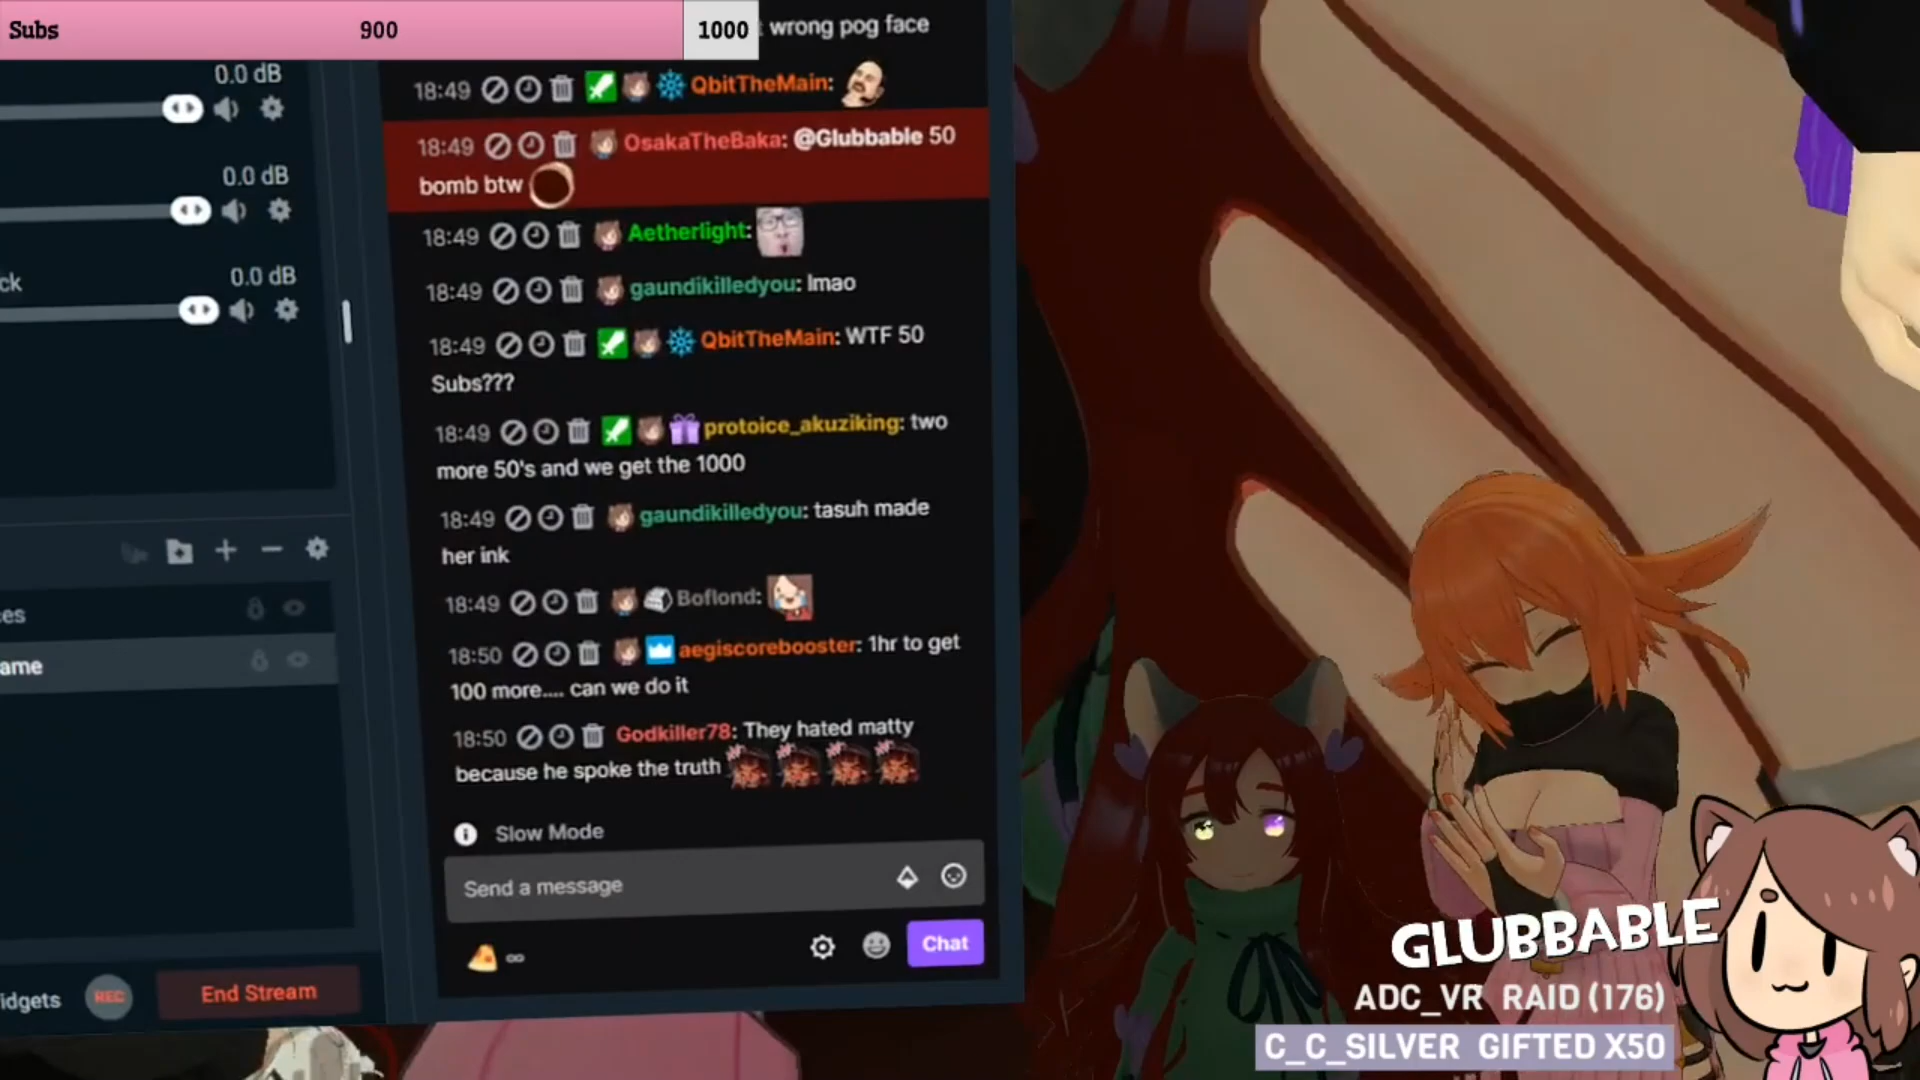 Subs 900 1000
wrong pog face
0.0 dB
0.0 dB
0.0 dB
18:49 QbitTheMain:
18:49 OsakaTheBaka: @Glubbable 50
bomb btw
18:49 Aetherlight:
18:49 gaundikilledyou: lmao
18:49 QbitTheMain: WTF 50
Subs???
18:49 protoice_akuziking: two
more 50's and we get the 1000
18:49 gaundikilledyou: tasuh made
her ink
18:49 Boflond:
18:50 aegiscorebooster: 1hr to get
100 more.... can we do it
18:50 Godkiller78: They hated matty
because he spoke the truth
Slow Mode
Send a message
∞
Chat
REC
End Stream
GLUBBABLE
ADC_VR RAID (176)
C_C_SILVER GIFTED X50